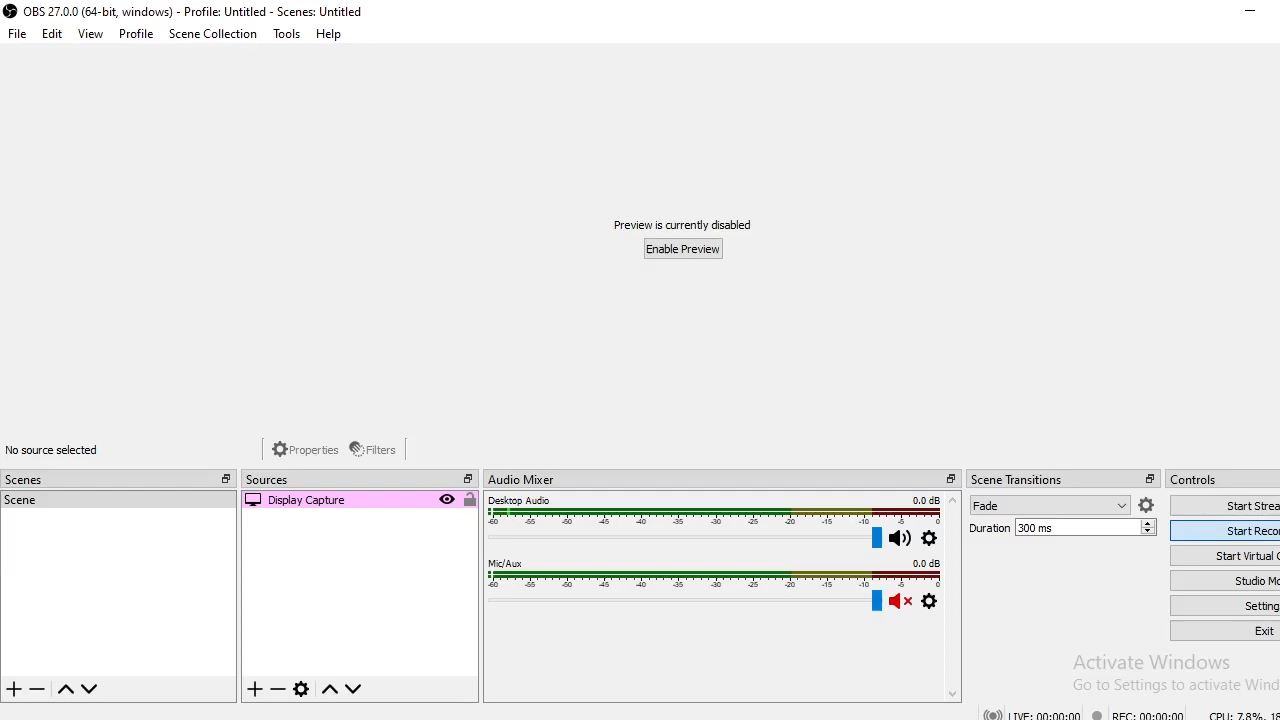 OBS 27.0.0 (64-bit, windows) - Profile: Untitled - Scenes: Untitled
File Edit View Profile Scene Collection Tools Help
Preview is currently disabled
Enable Preview
No source selected Properties Filters
Scenes
Scene
Sources
Display Capture
Audio Mixer
Desktop Audio 0.0 dB
-60 -55 -50 -45 -40 -35 -30 -25 -20 -15 -10 -5 0
Mic/Aux 0.0 dB
-60 -55 -50 -45 -40 -35 -30 -25 -20 -15 -10 -5 0
Scene Transitions
Fade
Duration 300 ms
Controls
Start Strea
Start Reco
Start Virtual
Studio Mo
Setting
Exit
Activate Windows
Go to Settings to activate Wind
LIVE: 00:00:00 REC: 00:00:00 CPU: 7.8%, 18